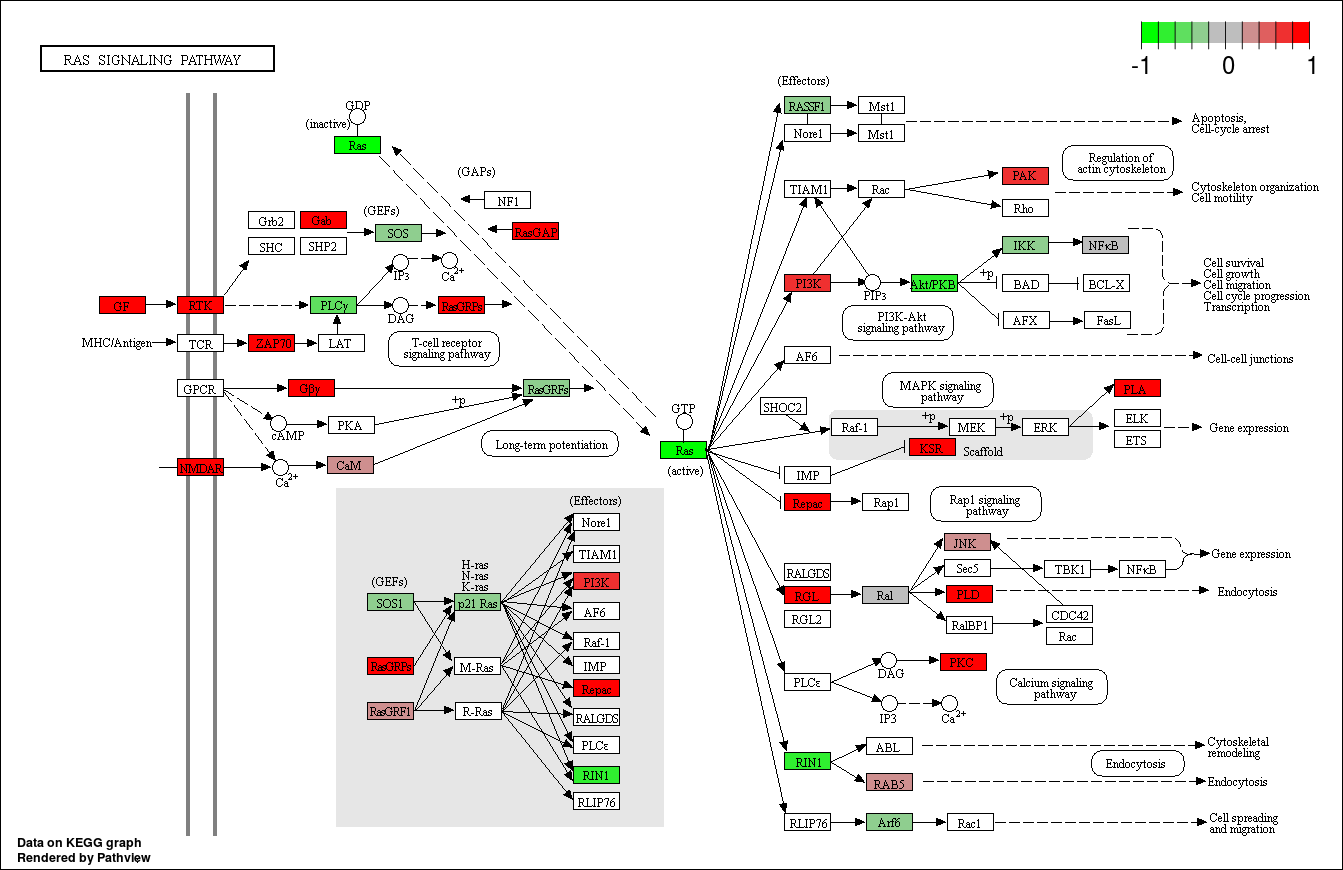 RAS SIGNALING PATHWAY
-1
0
1
(Effectors)
GDP
(inactive)
Ras
(GAPs)
NF1
RasGAP
Grb2
Gab
(GEFs)
SOS
SHC
SHP2
IP3
Ca2+
GF
RTK
PLCγ
DAG
RasGRPs
MHC/Antigen
TCR
ZAP70
LAT
T-cell receptor
signaling pathway
GPCR
Gβγ
RasGRFs
+p
cAMP
PKA
Long-term potentiation
NMDAR
Ca2+
CaM
GTP
Ras
(active)
RASSF1
Mst1
Nore1
Mst1
Apoptosis,
Cell-cycle arrest
Regulation of
actin cytoskeleton
TIAM1
Rac
PAK
Rho
Cytoskeleton organization
Cell motility
IKK
NFκB
PI3K
PIP3
Akt/PKB
+p
BAD
BCL-X
AFX
FasL
PI3K-Akt
signaling pathway
Cell survival
Cell growth
Cell migration
Cell cycle progression
Transcription
AF6
Cell-cell junctions
MAPK signaling
pathway
SHOC2
Raf-1
+p
MEK
+p
ERK
PLA
ELK
ETS
Gene expression
KSR
Scaffold
IMP
Repac
Rap1
Rap1 signaling
pathway
RALGDS
RGL
RGL2
Ral
JNK
Sec5
TBK1
NFκB
Gene expression
PLD
Endocytosis
RalBP1
CDC42
Rac
PLCε
DAG
PKC
IP3
Ca2+
Calcium signaling
pathway
RIN1
ABL
Cytoskeletal
remodeling
Endocytosis
RAB5
Endocytosis
RLIP76
Arf6
Rac1
Cell spreading
and migration
(Effectors)
Nore1
TIAM1
H-ras
N-ras
K-ras
(GEFs)
PI3K
SOS1
p21 Ras
AF6
Raf-1
RasGRPs
M-Ras
IMP
Repac
RasGRF1
R-Ras
RALGDS
PLCε
RIN1
RLIP76
Data on KEGG graph
Rendered by Pathview